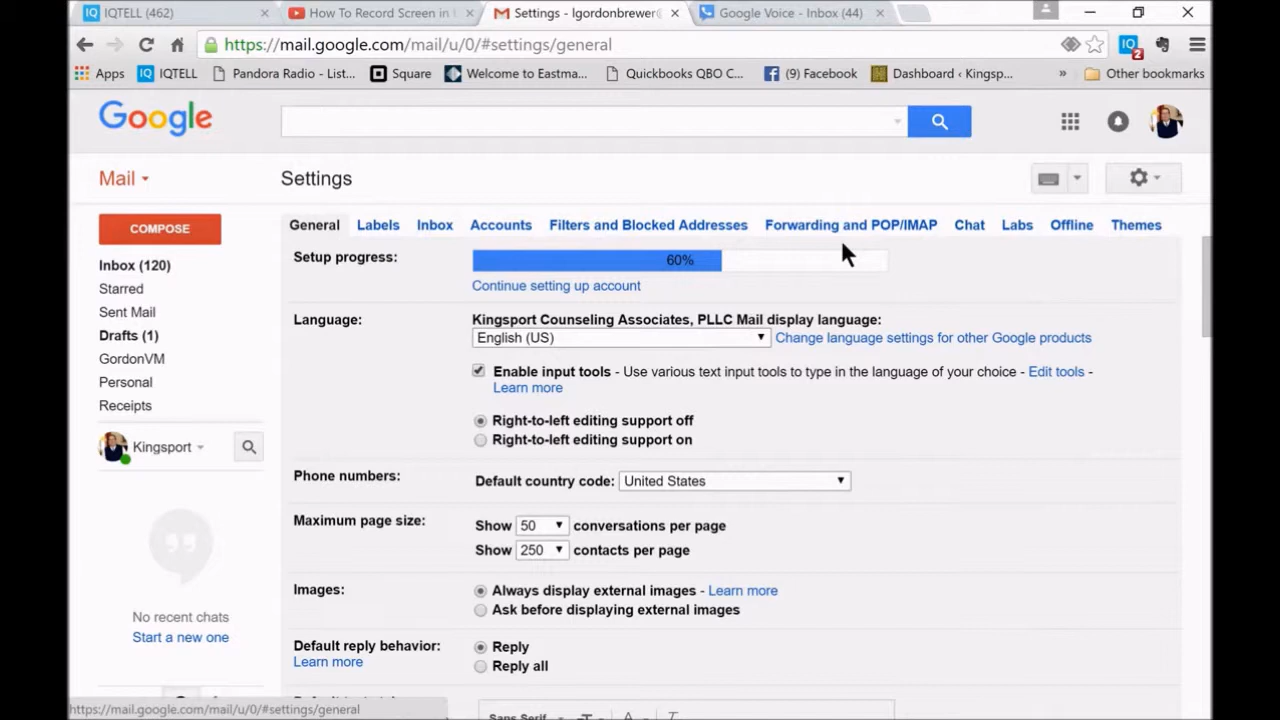 IQTELL (462)
How To Record Screen in
Settings - lgordonbrewer@
Google Voice - Inbox (44)
https://mail.google.com/mail/u/0/#settings/general
IQ
2
Apps
IQ IQTELL
Pandora Radio - List...
Square
Welcome to Eastma...
Quickbooks QBO C...
(9) Facebook
Dashboard ‹ Kingsp...
»
Other bookmarks
Google
Mail
Settings
COMPOSE
General
Labels
Inbox
Accounts
Filters and Blocked Addresses
Forwarding and POP/IMAP
Chat
Labs
Offline
Themes
Inbox (120)
Starred
Sent Mail
Drafts (1)
GordonVM
Personal
Receipts
Kingsport
No recent chats
Start a new one
Setup progress:
60%
Continue setting up account
Language:
Kingsport Counseling Associates, PLLC Mail display language:
English (US)
Change language settings for other Google products
Enable input tools - Use various text input tools to type in the language of your choice - Edit tools -
Learn more
Right-to-left editing support off
Right-to-left editing support on
Phone numbers:
Default country code: United States
Maximum page size:
Show 50 conversations per page
Show 250 contacts per page
Images:
Always display external images - Learn more
Ask before displaying external images
Default reply behavior:
Learn more
Reply
Reply all
Sans Serif
https://mail.google.com/mail/u/0/#settings/general